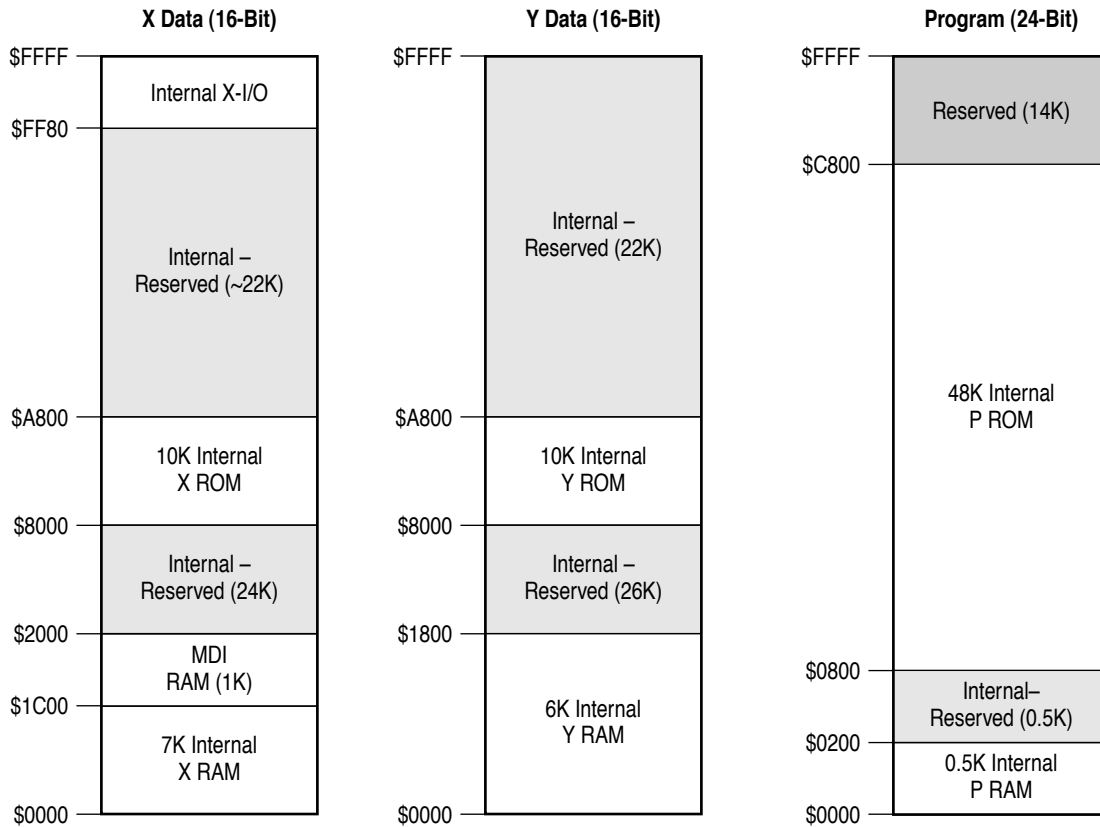 X Data (16-Bit)
$FFFF
Internal X-I/O
$FF80
Internal –
Reserved (~22K)
$A800
10K Internal
X ROM
$8000
Internal –
Reserved (24K)
$2000
MDI
RAM (1K)
$1C00
7K Internal
X RAM
$0000
Y Data (16-Bit)
$FFFF
Internal –
Reserved (22K)
$A800
10K Internal
Y ROM
$8000
Internal –
Reserved (26K)
$1800
6K Internal
Y RAM
$0000
Program (24-Bit)
$FFFF
Reserved (14K)
$C800
48K Internal
P ROM
$0800
Internal–
Reserved (0.5K)
$0200
0.5K Internal
P RAM
$0000